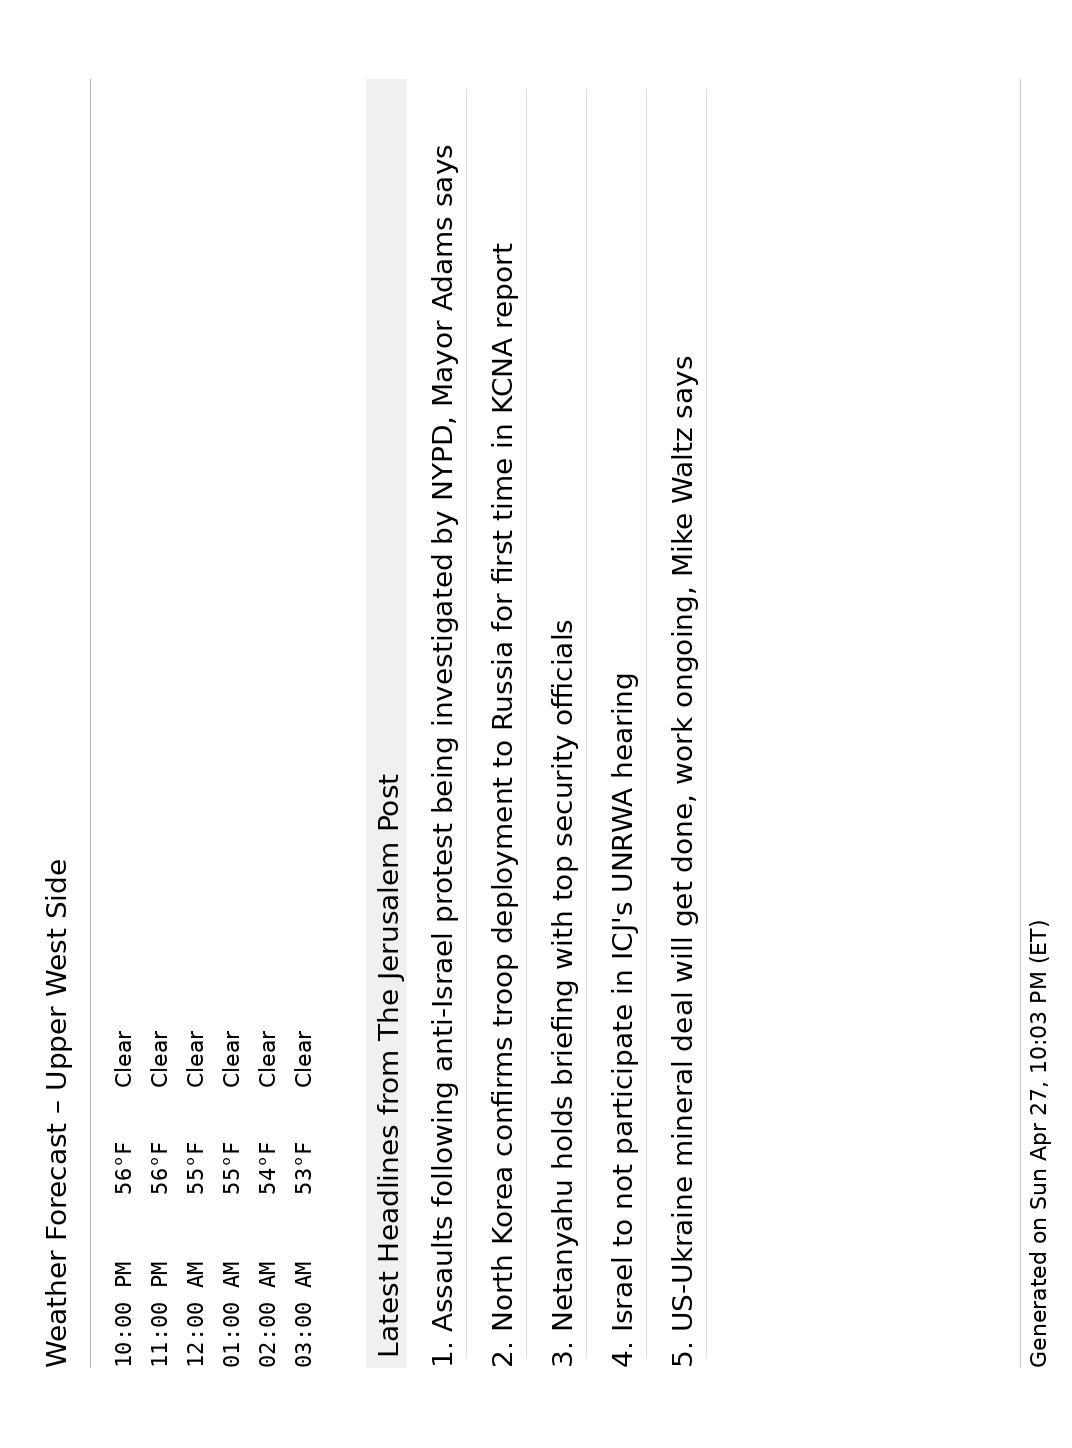 Weather Forecast – Upper West Side
10:00 PM 56°F Clear
11:00 PM 56°F Clear
12:00 AM 55°F Clear
01:00 AM 55°F Clear
02:00 AM 54°F Clear
03:00 AM 53°F Clear
Latest Headlines from The Jerusalem Post
1. Assaults following anti-Israel protest being investigated by NYPD, Mayor Adams says
2. North Korea confirms troop deployment to Russia for first time in KCNA report
3. Netanyahu holds briefing with top security officials
4. Israel to not participate in ICJ's UNRWA hearing
5. US-Ukraine mineral deal will get done, work ongoing, Mike Waltz says
Generated on Sun Apr 27, 10:03 PM (ET)